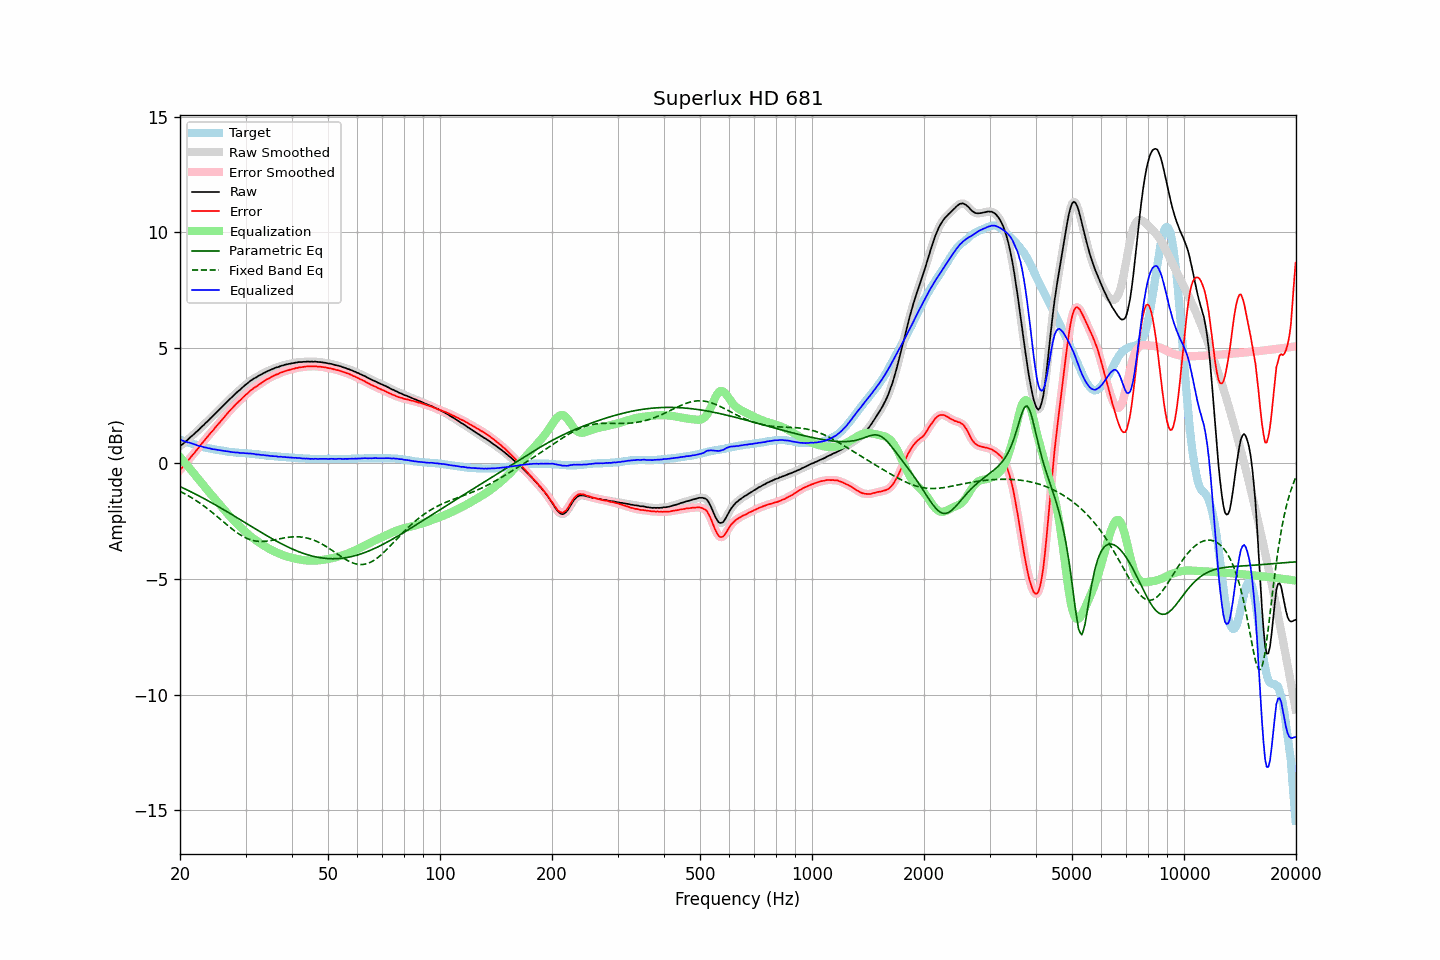 Superlux HD 681
Target
Raw Smoothed
Error Smoothed
Raw
Error
Equalization
Parametric Eq
Fixed Band Eq
Equalized
Amplitude (dBr)
15
10
5
0
−5
−10
−15
20
50
100
200
500
1000
2000
5000
10000
20000
Frequency (Hz)